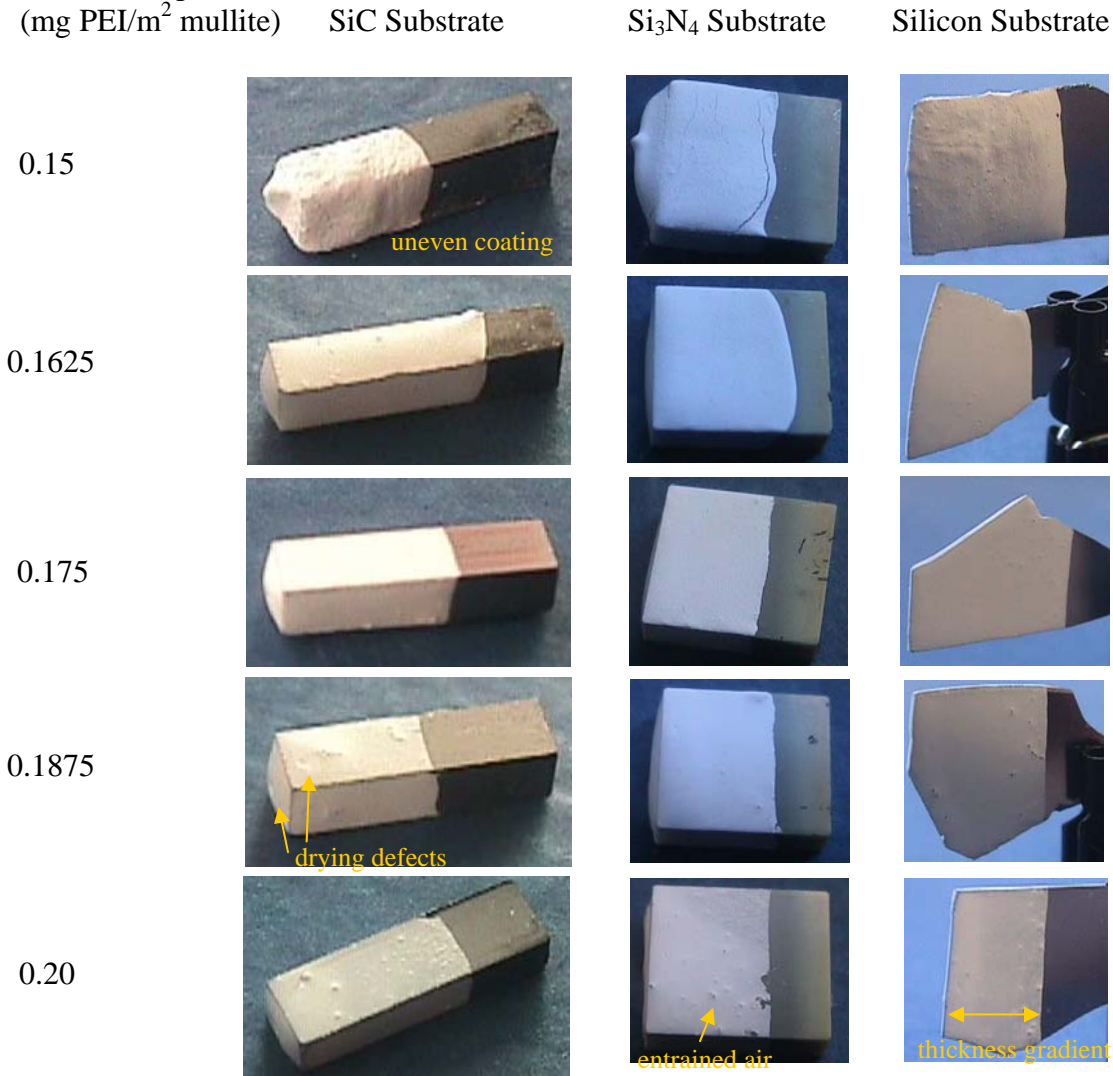 (mg PEI/m² mullite) SiC Substrate Si₃N₄ Substrate Silicon Substrate
0.15
uneven coating
0.1625
0.175
0.1875
drying defects
0.20
entrained air
thickness gradient